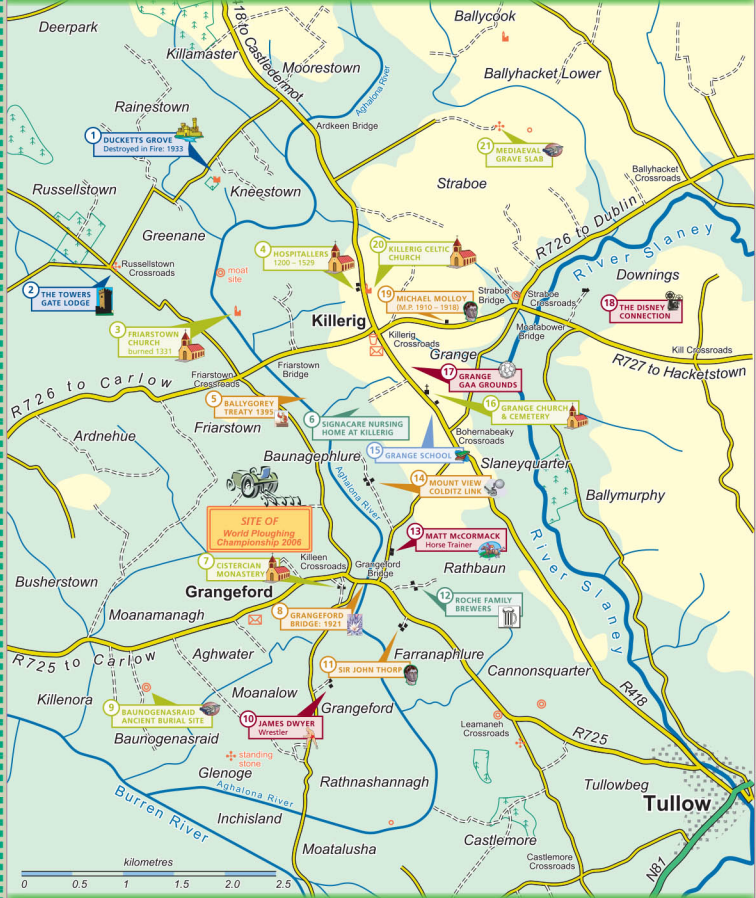 Deerpark
Ballycook
R418 to Castledermot
Killamaster
Moorestown
Ballyhacket Lower
Aghalona River
Rainestown
Ardkeen Bridge
1 DUCKETTS GROVE
Destroyed in Fire: 1933
21 MEDIAEVAL
GRAVE SLAB
Ballyhacket
Crossroads
Russellstown
Kneestown
Straboe
Greenane
R726 to Dublin
River Slaney
4 HOSPITALLERS
1200 – 1529
20 KILLERIG CELTIC
CHURCH
Russellstown
Crossroads
moat
site
Downings
2 THE TOWERS
GATE LODGE
19 MICHAEL MOLLOY
(M.P. 1910 – 1918)
Straboe
Bridge
Straboe
Crossroads
18 THE DISNEY
CONNECTION
3 FRIARSTOWN
CHURCH
burned 1331
Killerig
Killerig
Crossroads
Meatabower
Bridge
Grange
Kill Crossroads
R727 to Hacketstown
R726 to Carlow
Friarstown
Crossroads
Friarstown
Bridge
17 GRANGE
GAA GROUNDS
5 BALLYGOREY
TREATY 1395
16 GRANGE CHURCH
& CEMETERY
Friarstown
6 SIGNACARE NURSING
HOME AT KILLERIG
Ardnehue
Bohernabeaky
Crossroads
Baunagephlure
15 GRANGE SCHOOL
Slaneyquarter
Aghalona River
14 MOUNT VIEW
COLDITZ LINK
Ballymurphy
SITE OF
World Ploughing
Championship 2006
13 MATT McCORMACK
Horse Trainer
River Slaney
7 CISTERCIAN
MONASTERY
Killeen
Crossroads
Grangeford
Bridge
Rathbaun
Busherstown
Grangeford
12 ROCHE FAMILY
BREWERS
Moanamanagh
8 GRANGEFORD
BRIDGE: 1921
R725 to Carlow
Aghwater
Farranaphlure
11 SIR JOHN THORP
Cannonsquarter
Killenora
Moanalow
R418
9 BAUNOGENASRAID
ANCIENT BURIAL SITE
Grangeford
10 JAMES DWYER
Wrestler
Leamaneh
Crossroads
R725
Baunogenasraid
standing
stone
Glenoge
Rathnashannagh
Tullowbeg
Aghalona River
Tullow
Burren River
Inchisland
Castlemore
Moatalusha
Castlemore
Crossroads
N81
kilometres
0 0.5 1 1.5 2.0 2.5